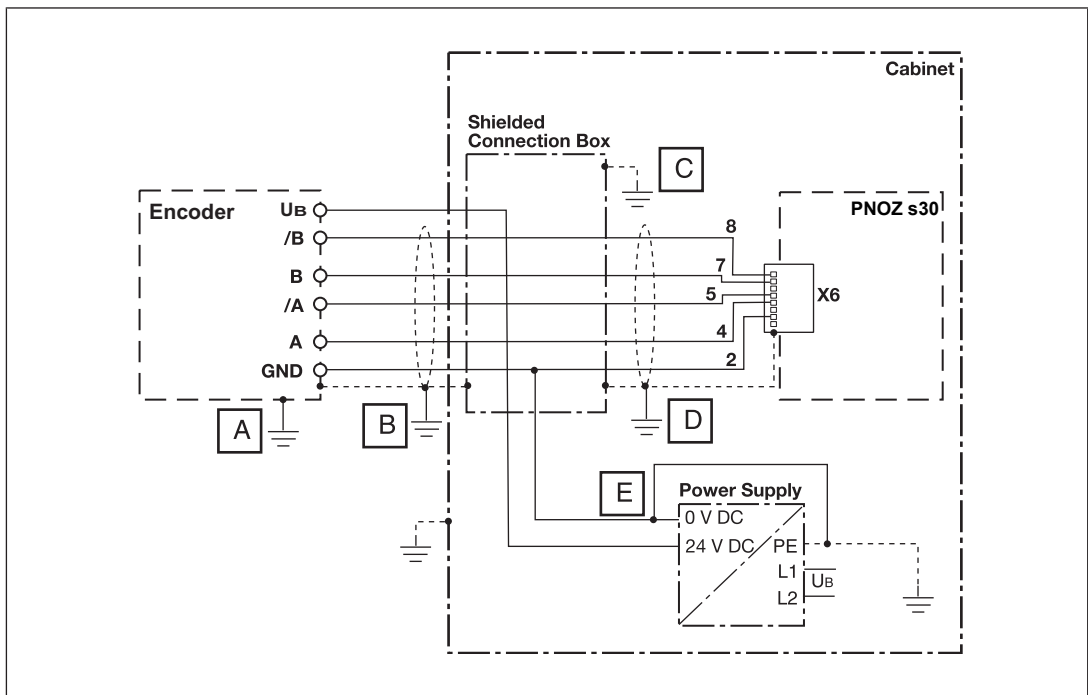 Cabinet
Shielded
Connection Box
C
Encoder
UB
PNOZ s30
/B
8
B
7
/A
5
X6
A
4
GND
2
A
B
D
E
Power Supply
0 V DC
24 V DC
PE
L1
UB
L2